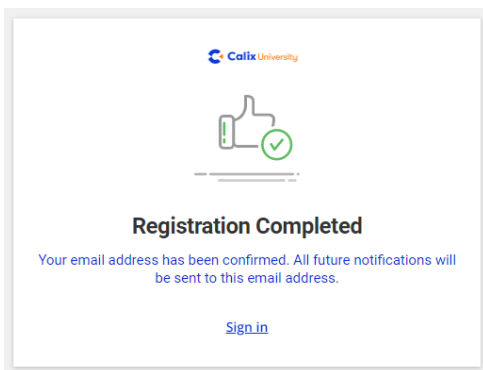 Calix University
Registration Completed
Your email address has been confirmed. All future notifications will
be sent to this email address.
Sign in